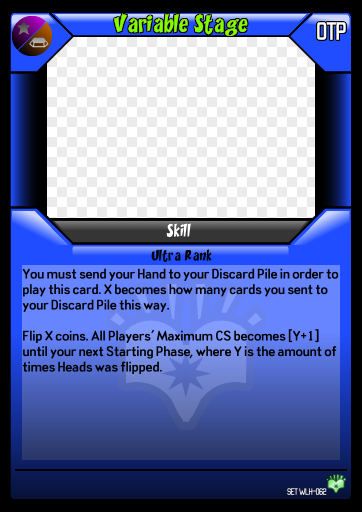 Variable Stage
OTP
Skill
Ultra Rank
You must send your Hand to your Discard Pile in order to
play this card. X becomes how many cards you sent to
your Discard Pile this way.
Flip X coins. All Players' Maximum CS becomes [Y+1]
until your next Starting Phase, where Y is the amount of
times Heads was flipped.
SET WLH-062